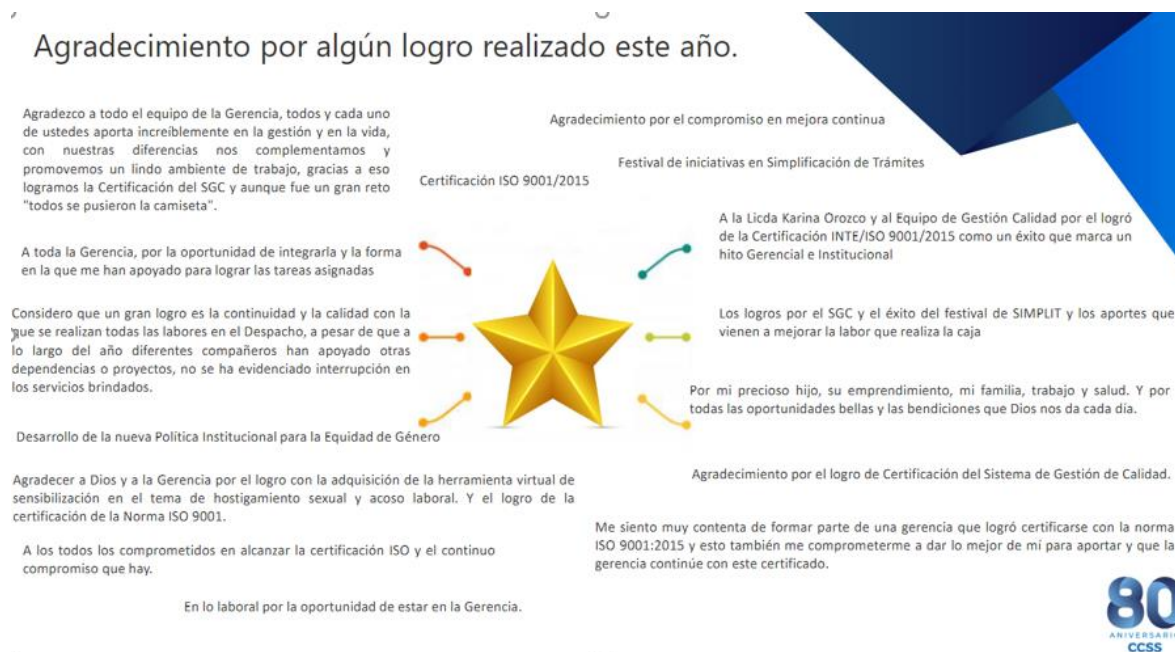 Agradecimiento por algún logro realizado este año.
Agradezco a todo el equipo de la Gerencia, todos y cada uno
de ustedes aporta increíblemente en la gestión y en la vida,
con nuestras diferencias nos complementamos y
promovemos un lindo ambiente de trabajo, gracias a eso
logramos la Certificación del SGC y aunque fue un gran reto
"todos se pusieron la camiseta".
Agradecimiento por el compromiso en mejora continua
Festival de iniciativas en Simplificación de Trámites
Certificación ISO 9001/2015
A la Licda Karina Orozco y al Equipo de Gestión Calidad por el logró
de la Certificación INTE/ISO 9001/2015 como un éxito que marca un
hito Gerencial e Institucional
A toda la Gerencia, por la oportunidad de integrarla y la forma
en la que me han apoyado para lograr las tareas asignadas
Considero que un gran logro es la continuidad y la calidad con la
que se realizan todas las labores en el Despacho, a pesar de que a
lo largo del año diferentes compañeros han apoyado otras
dependencias o proyectos, no se ha evidenciado interrupción en
los servicios brindados.
Los logros por el SGC y el éxito del festival de SIMPLIT y los aportes que
vienen a mejorar la labor que realiza la caja
Por mi precioso hijo, su emprendimiento, mi familia, trabajo y salud. Y por
todas las oportunidades bellas y las bendiciones que Dios nos da cada día.
Desarrollo de la nueva Política Institucional para la Equidad de Género
Agradecer a Dios y a la Gerencia por el logro con la adquisición de la herramienta virtual de
sensibilización en el tema de hostigamiento sexual y acoso laboral. Y el logro de la
certificación de la Norma ISO 9001.
Agradecimiento por el logro de Certificación del Sistema de Gestión de Calidad.
Me siento muy contenta de formar parte de una gerencia que logró certificarse con la norma
ISO 9001:2015 y esto también me comprometerme a dar lo mejor de mí para aportar y que la
gerencia continúe con este certificado.
A los todos los comprometidos en alcanzar la certificación ISO y el continuo
compromiso que hay.
En lo laboral por la oportunidad de estar en la Gerencia.
80
ANIVERSARIO
CCSS